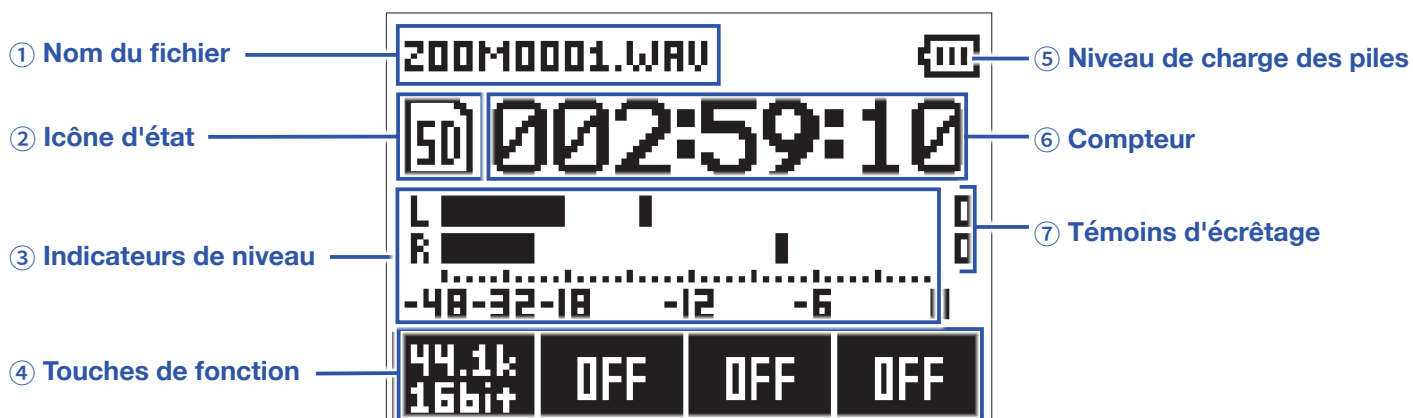 ① Nom du fichier
ZOOM0001.WAV
⑤ Niveau de charge des piles
② Icône d'état
SD
002:59:10
⑥ Compteur
L
R
③ Indicateurs de niveau
⑦ Témoins d'écrêtage
-48 -32 -18 -12 -6 0
④ Touches de fonction
44.1k
16bit
OFF OFF OFF